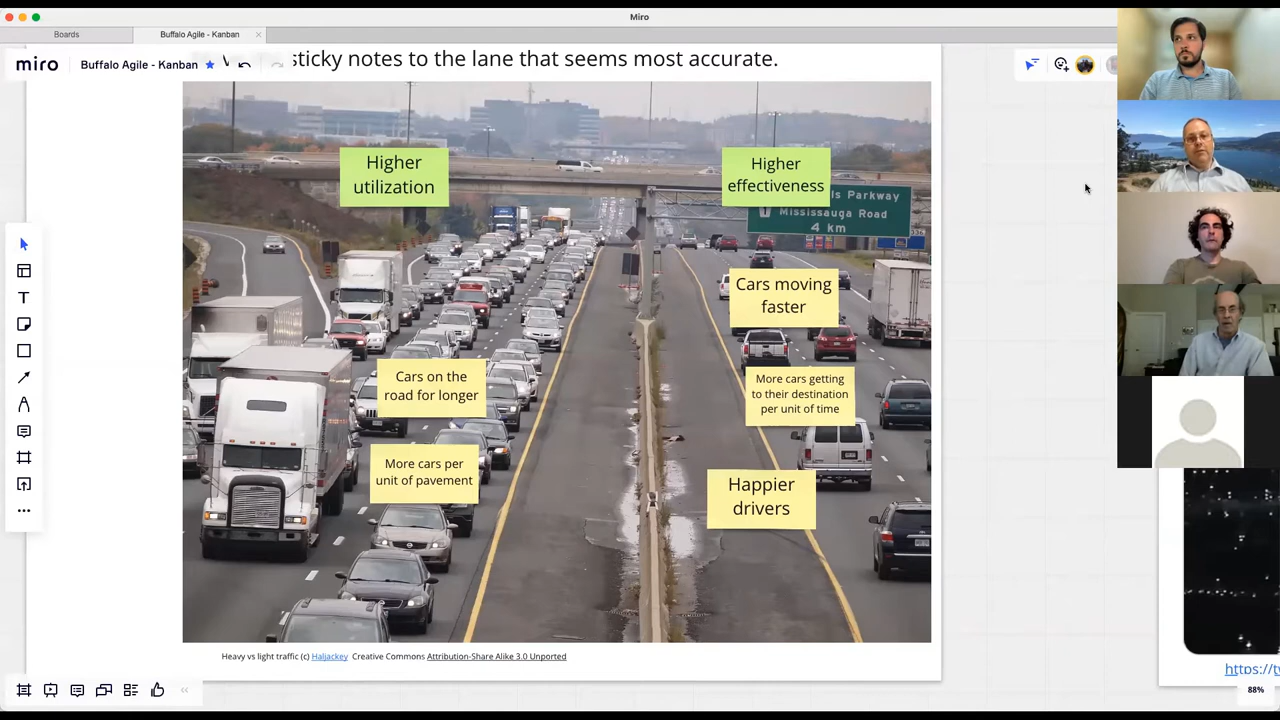 Miro
Boards
Buffalo Agile - Kanban
miro
Buffalo Agile - Kanban
sticky notes to the lane that seems most accurate.
Higher
utilization
Higher
effectiveness
ls Parkway
Mississauga Road
4 km
Cars moving
faster
Cars on the
road for longer
More cars getting
to their destination
per unit of time
More cars per
unit of pavement
Happier
drivers
Heavy vs light traffic (c) Haljackey Creative Commons Attribution-Share Alike 3.0 Unported
https://tw
88%